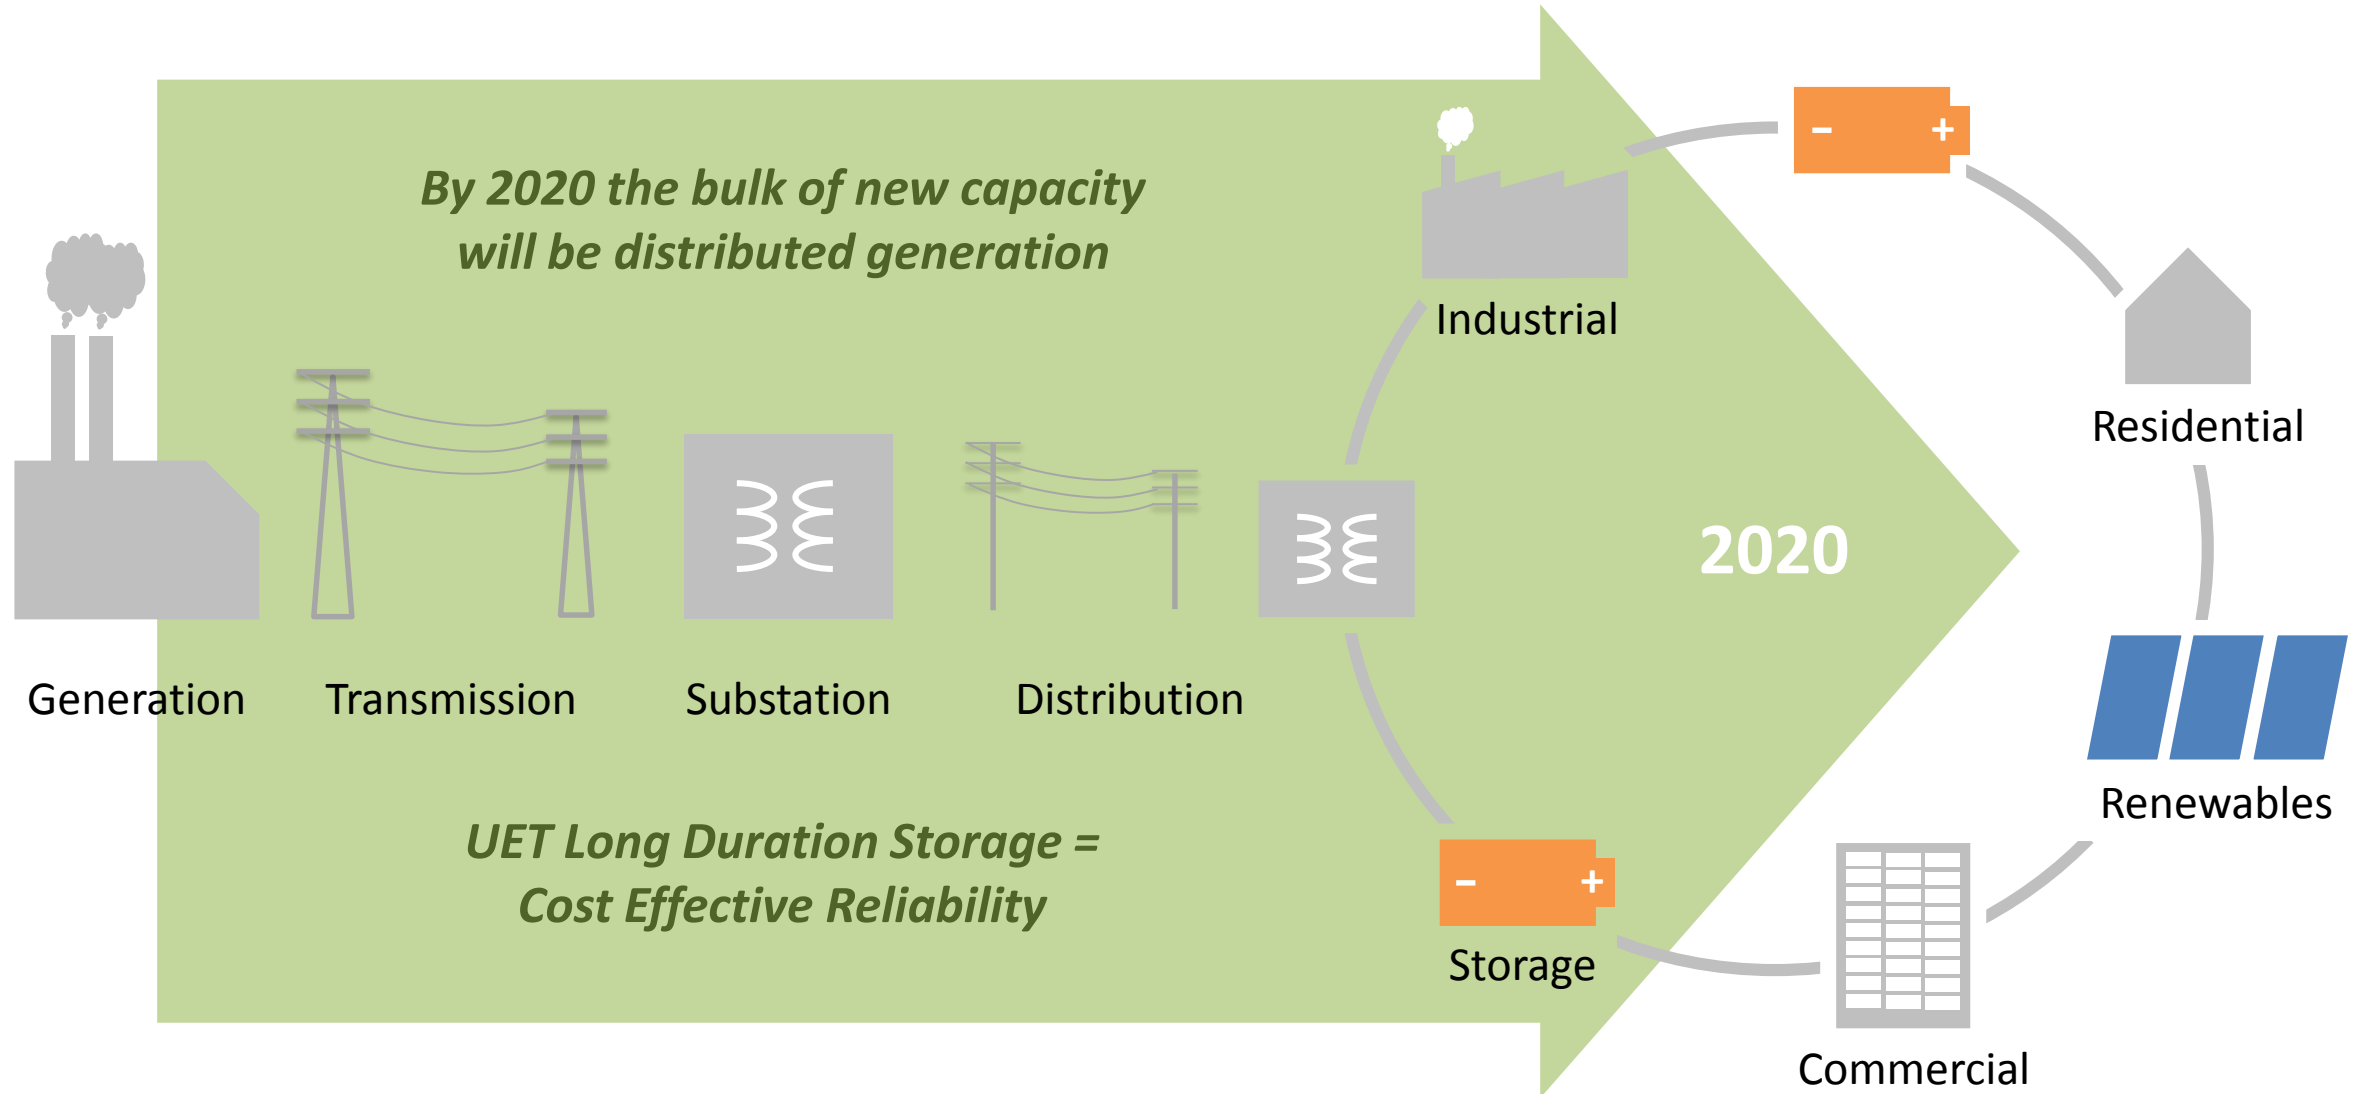 By 2020 the bulk of new capacity
will be distributed generation
Industrial
Residential
2020
Generation
Transmission
Substation
Distribution
Renewables
UET Long Duration Storage =
Cost Effective Reliability
– +
– +
Storage
Commercial